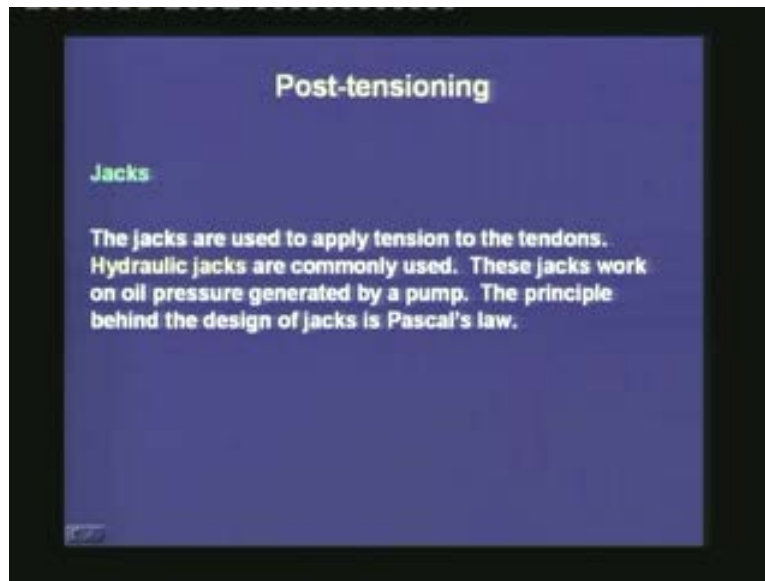 Post-tensioning
Jacks
The jacks are used to apply tension to the tendons.
Hydraulic jacks are commonly used. These jacks work
on oil pressure generated by a pump. The principle
behind the design of jacks is Pascal's law.